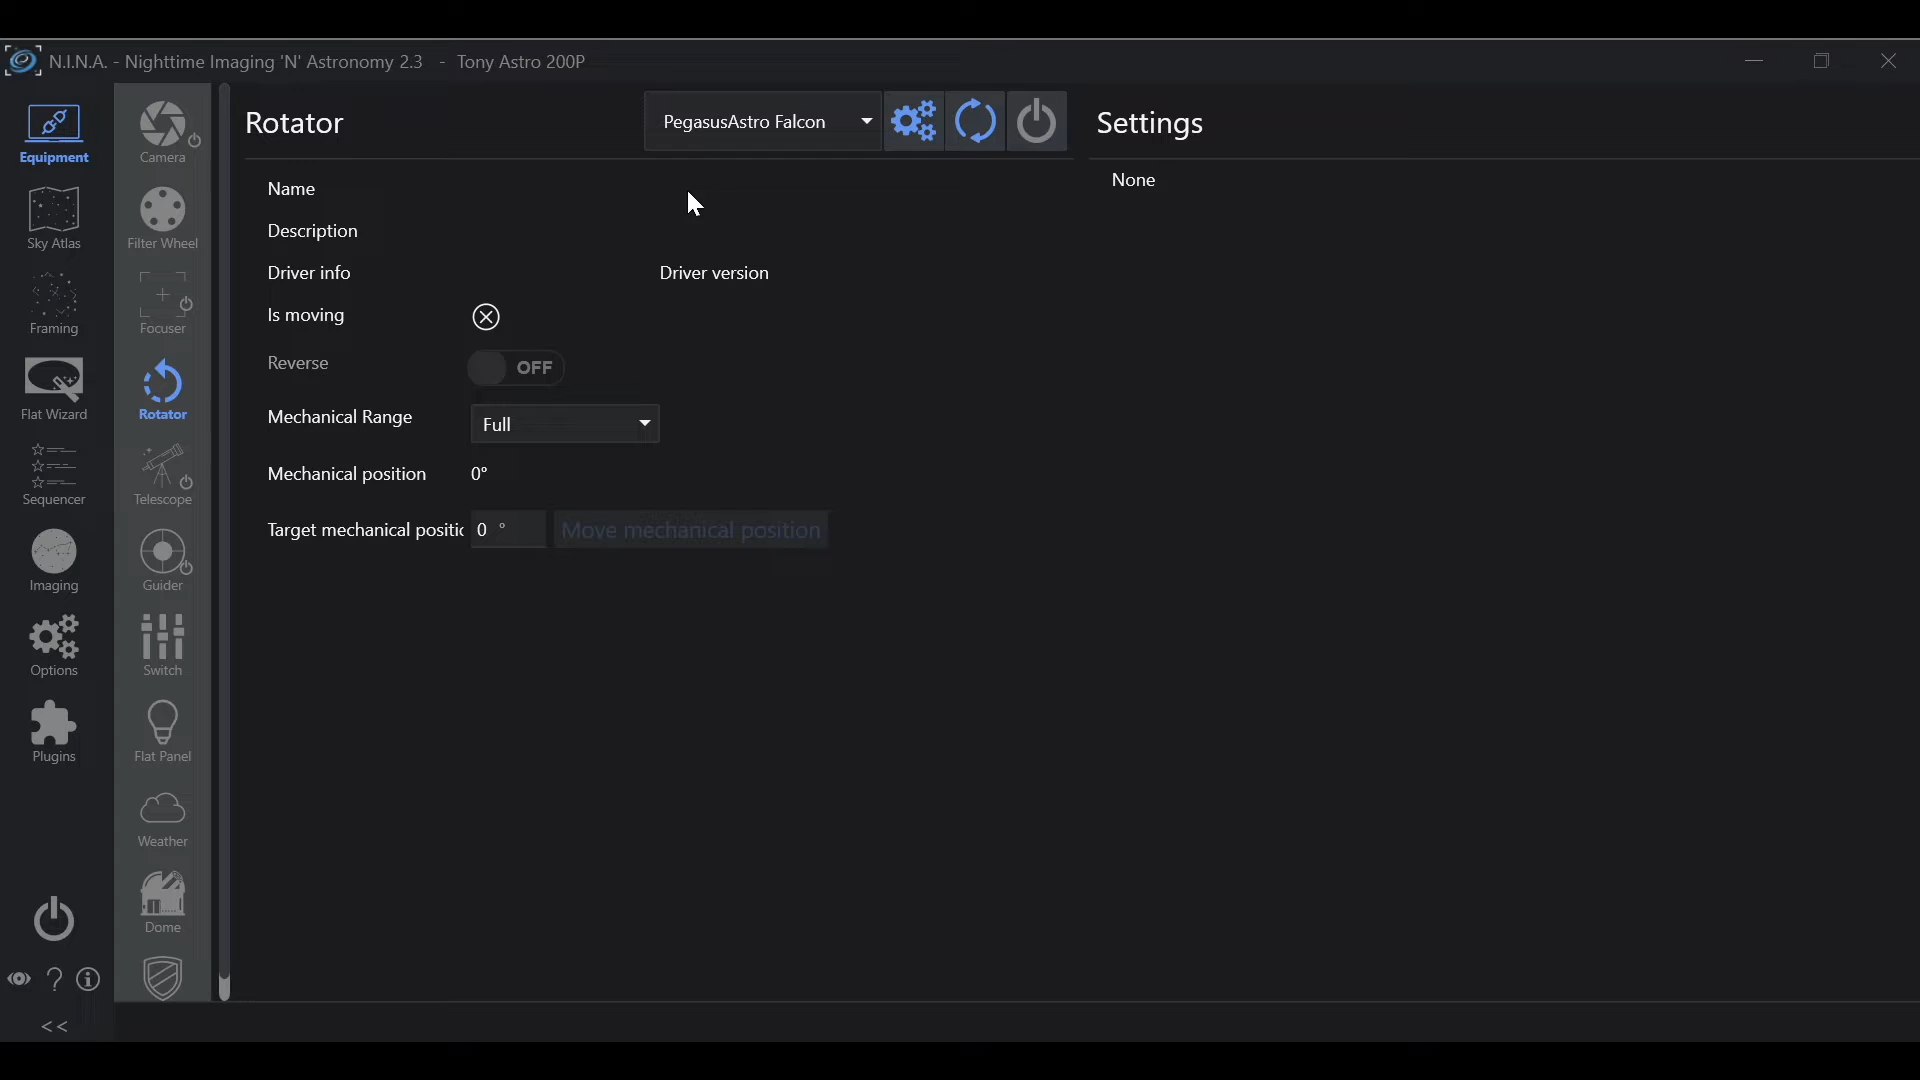 N.I.N.A. - Nighttime Imaging 'N' Astronomy 2.3 - Tony Astro 200P
Equipment
Sky Atlas
Framing
Flat Wizard
Sequencer
Imaging
Options
Plugins
<<
Camera
Filter Wheel
Focuser
Rotator
Telescope
Guider
Switch
Flat Panel
Weather
Dome
Rotator
PegasusAstro Falcon
Name
Description
Driver info Driver version
Is moving
Reverse OFF
Mechanical Range Full
Mechanical position 0°
Target mechanical positic 0 ° Move mechanical position
Settings
None